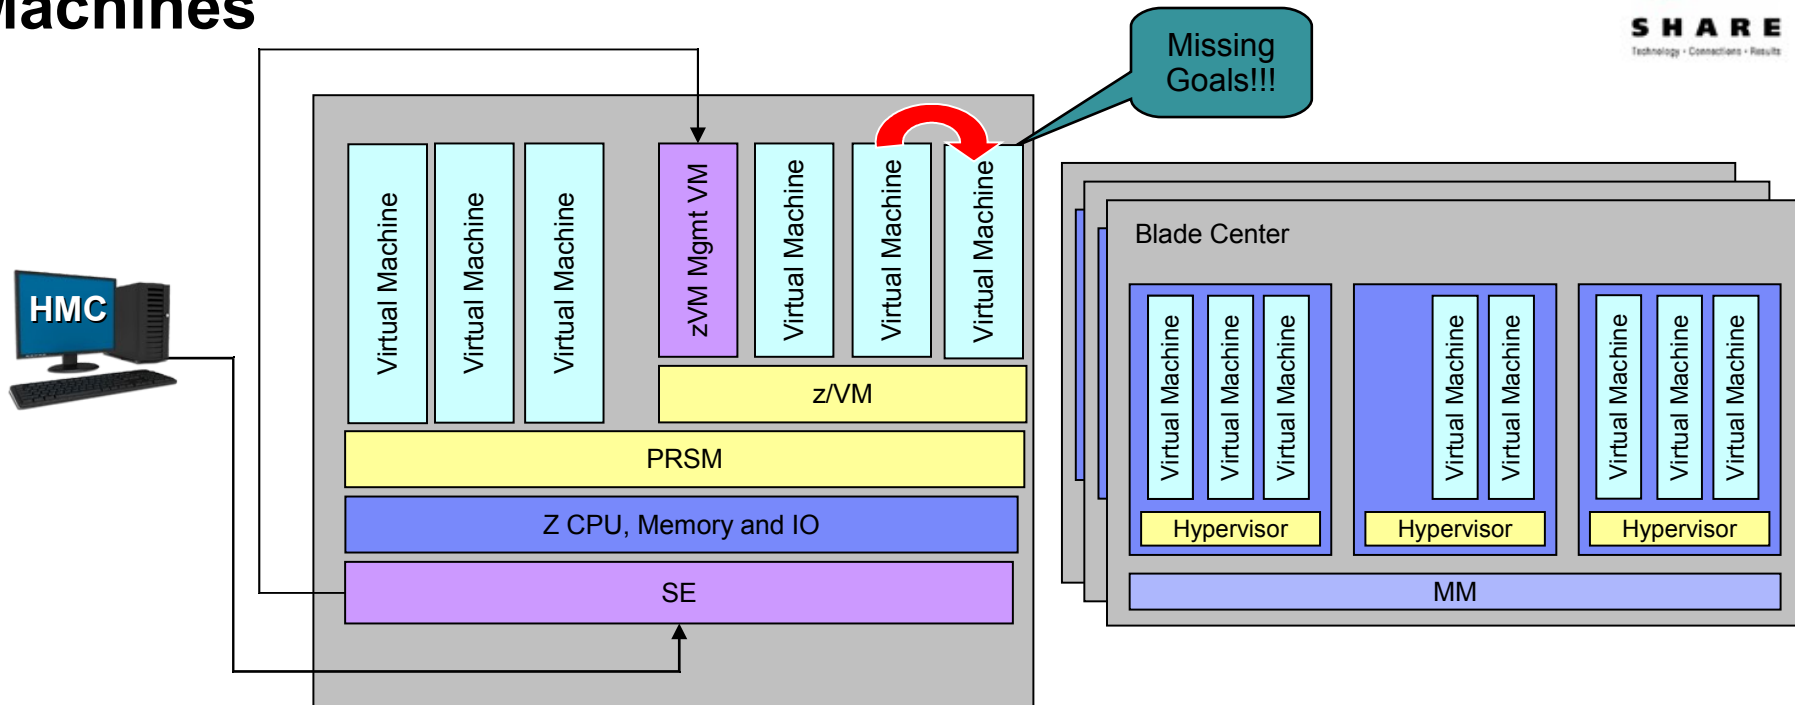 Machines
SHARE
Technology · Connections · Results
Missing
Goals!!!
HMC
Virtual Machine
Virtual Machine
Virtual Machine
zVM Mgmt VM
Virtual Machine
Virtual Machine
Virtual Machine
z/VM
PRSM
Z CPU, Memory and IO
SE
Blade Center
Virtual Machine
Virtual Machine
Virtual Machine
Hypervisor
Virtual Machine
Virtual Machine
Hypervisor
Virtual Machine
Virtual Machine
Virtual Machine
Hypervisor
MM